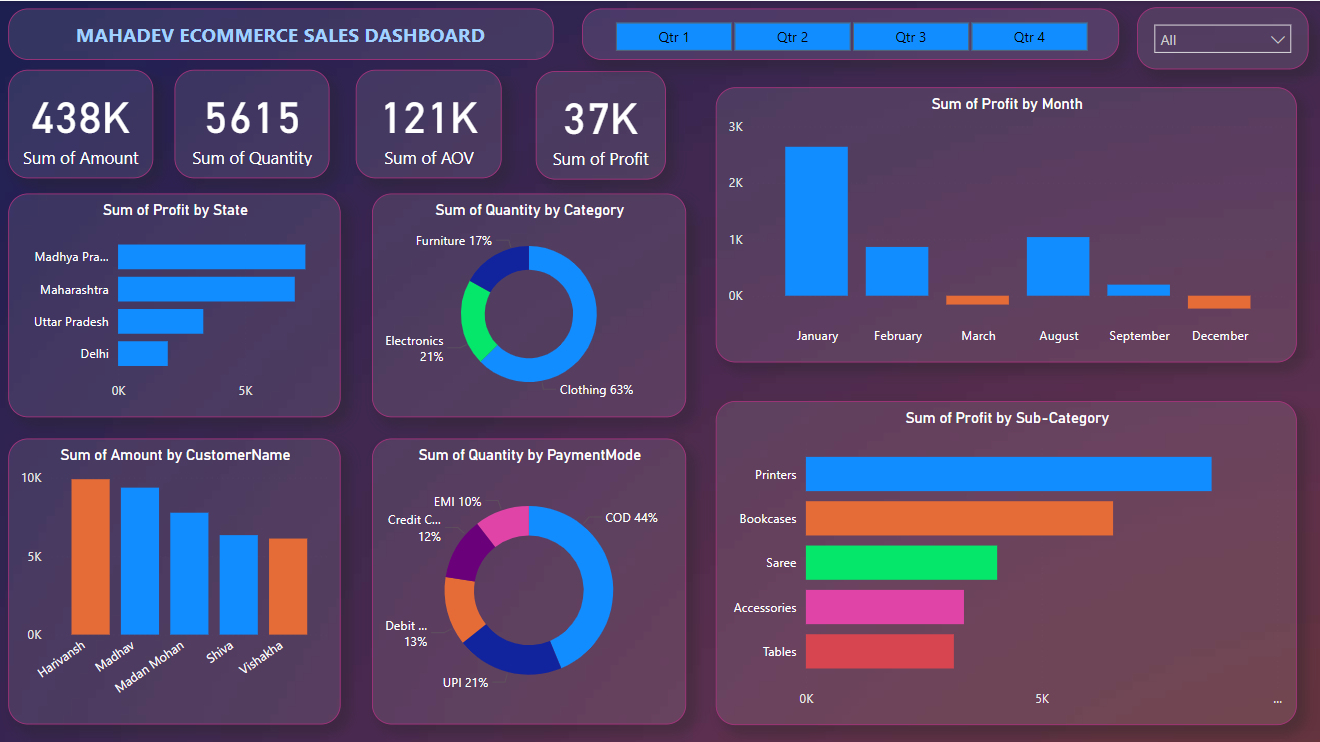 MAHADEV ECOMMERCE SALES DASHBOARD
Qtr 1
Qtr 2
Qtr 3
Qtr 4
All
438K
Sum of Amount
5615
Sum of Quantity
121K
Sum of AOV
37K
Sum of Profit
Sum of Profit by Month
3K
2K
1K
0K
January
February
March
August
September
December
Sum of Profit by State
Madhya Pra...
Maharashtra
Uttar Pradesh
Delhi
0K
5K
Sum of Quantity by Category
Furniture 17%
Electronics
21%
Clothing 63%
Sum of Profit by Sub-Category
Printers
Bookcases
Saree
Accessories
Tables
0K
5K
...
Sum of Amount by CustomerName
10K
5K
0K
Harivansh
Madhav
Madan Mohan
Shiva
Vishakha
Sum of Quantity by PaymentMode
EMI 10%
COD 44%
Credit C...
12%
Debit ...
13%
UPI 21%